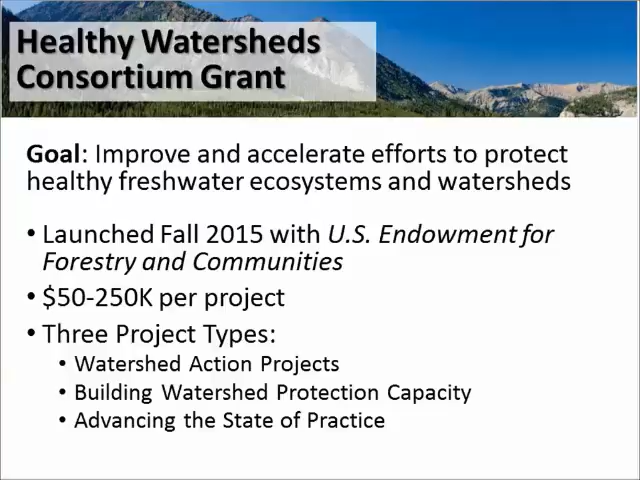 Healthy Watersheds
Consortium Grant
Goal: Improve and accelerate efforts to protect
healthy freshwater ecosystems and watersheds
• Launched Fall 2015 with U.S. Endowment for
Forestry and Communities
• $50-250K per project
• Three Project Types:
• Watershed Action Projects
• Building Watershed Protection Capacity
• Advancing the State of Practice